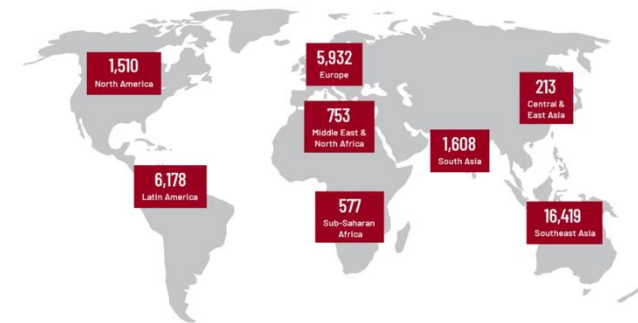 1,510
North America
5,932
Europe
213
Central &
East Asia
753
Middle East &
North Africa
1,608
South Asia
6,178
Latin America
577
Sub-Saharan
Africa
16,419
Southeast Asia